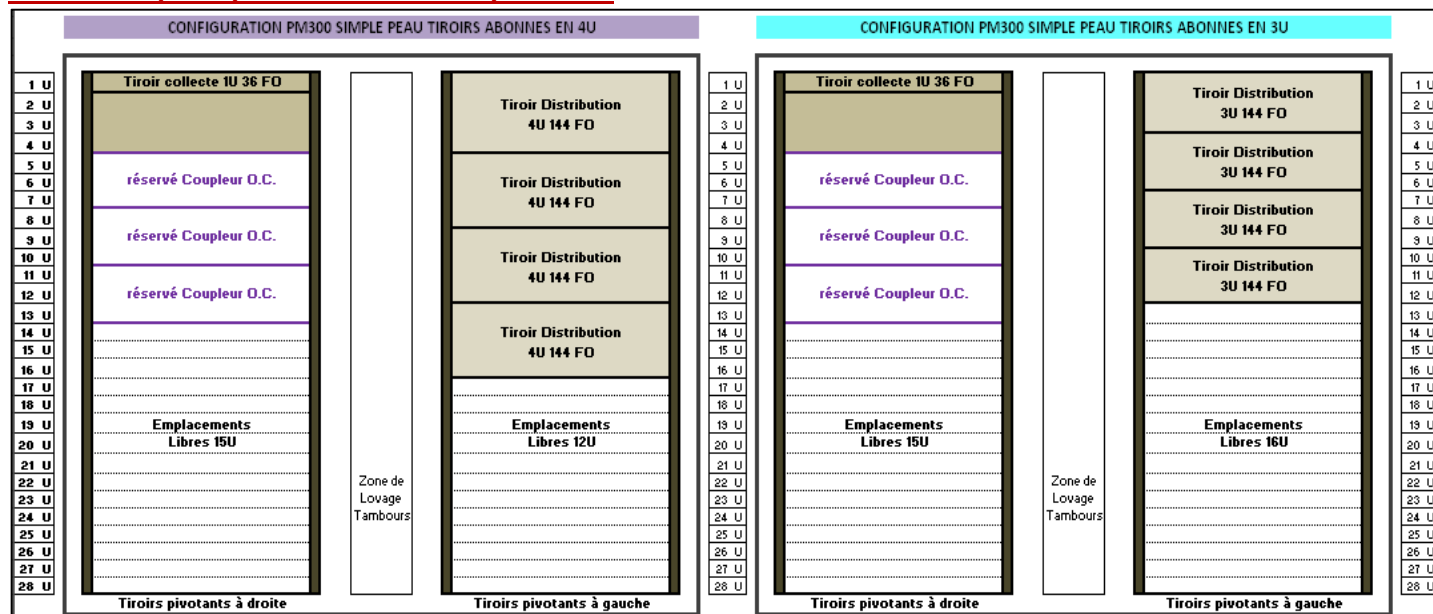 CONFIGURATION PM300 SIMPLE PEAU TIROIRS ABONNES EN 4U
1 U
2 U
3 U
4 U
5 U
6 U
7 U
8 U
9 U
10 U
11 U
12 U
13 U
14 U
15 U
16 U
17 U
18 U
19 U
20 U
21 U
22 U
23 U
24 U
25 U
26 U
27 U
28 U
Tiroir collecte 1U 36 FO
réservé Coupleur O.C.
réservé Coupleur O.C.
réservé Coupleur O.C.
Emplacements
Libres 15U
Tiroirs pivotants à droite
Zone de
Lovage
Tambours
Tiroir Distribution
4U 144 FO
Tiroir Distribution
4U 144 FO
Tiroir Distribution
4U 144 FO
Tiroir Distribution
4U 144 FO
Emplacements
Libres 12U
Tiroirs pivotants à gauche
1 U
2 U
3 U
4 U
5 U
6 U
7 U
8 U
9 U
10 U
11 U
12 U
13 U
14 U
15 U
16 U
17 U
18 U
19 U
20 U
21 U
22 U
23 U
24 U
25 U
26 U
27 U
28 U
CONFIGURATION PM300 SIMPLE PEAU TIROIRS ABONNES EN 3U
Tiroir collecte 1U 36 FO
réservé Coupleur O.C.
réservé Coupleur O.C.
réservé Coupleur O.C.
Emplacements
Libres 15U
Tiroirs pivotants à droite
Zone de
Lovage
Tambours
Tiroir Distribution
3U 144 FO
Tiroir Distribution
3U 144 FO
Tiroir Distribution
3U 144 FO
Tiroir Distribution
3U 144 FO
Emplacements
Libres 16U
Tiroirs pivotants à gauche
1 U
2 U
3 U
4 U
5 U
6 U
7 U
8 U
9 U
10 U
11 U
12 U
13 U
14 U
15 U
16 U
17 U
18 U
19 U
20 U
21 U
22 U
23 U
24 U
25 U
26 U
27 U
28 U